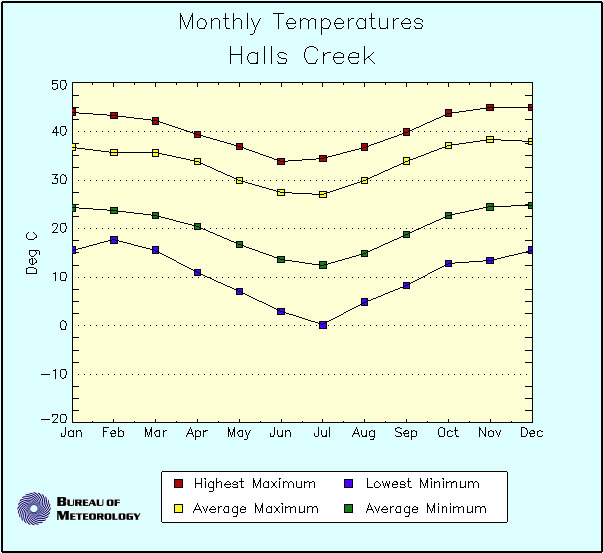 Monthly Temperatures
Halls Creek
50
40
30
20
10
0
-10
-20
Deg C
Jan Feb Mar Apr May Jun Jul Aug Sep Oct Nov Dec
Highest Maximum Lowest Minimum
Average Maximum Average Minimum
BUREAU OF
METEOROLOGY